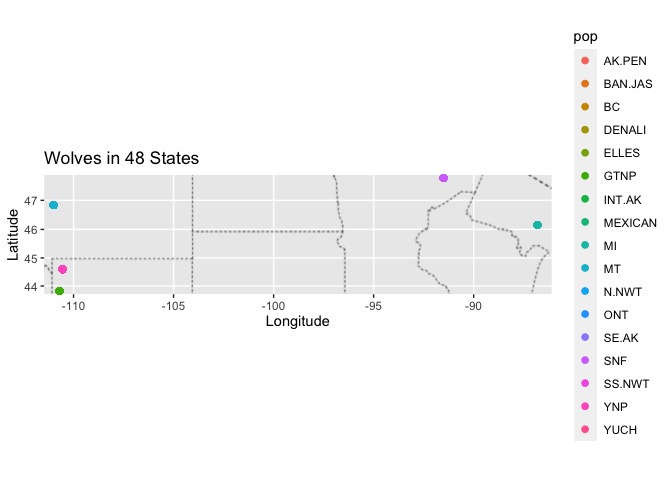 Wolves in 48 States
Latitude
47
46
45
44
-110
-105
-100
-95
-90
Longitude
pop
AK.PEN
BAN.JAS
BC
DENALI
ELLES
GTNP
INT.AK
MEXICAN
MI
MT
N.NWT
ONT
SE.AK
SNF
SS.NWT
YNP
YUCH